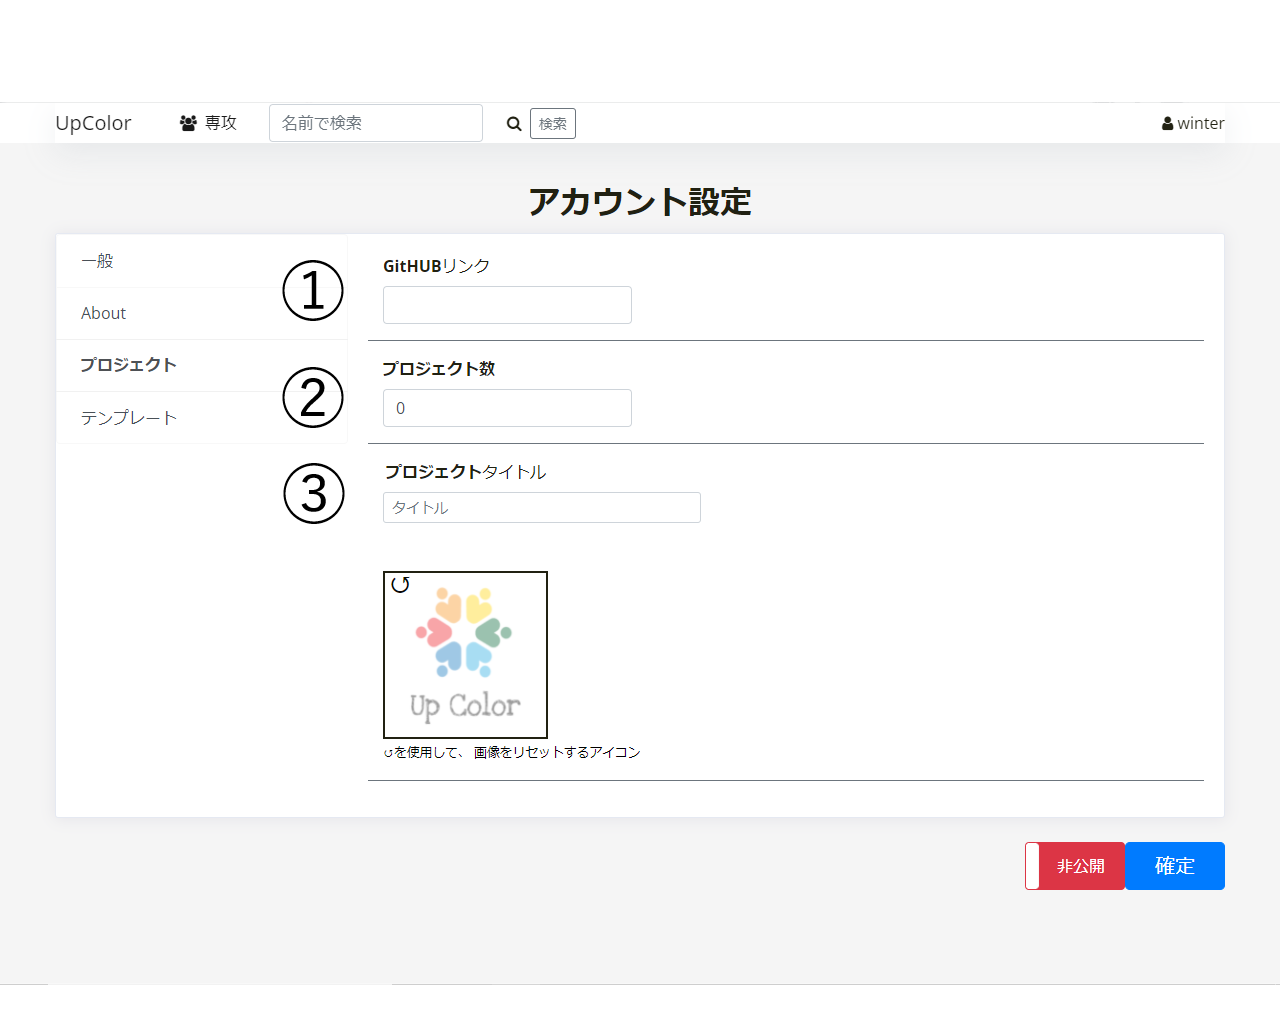 UpColor 専攻 名前で検索 検索 winter
アカウント設定
一般
About
プロジェクト
テンプレート
①
GitHUBリンク
②
プロジェクト数
0
③
プロジェクトタイトル
タイトル
Up Color
↺を使用して、 画像をリセットするアイコン
非公開 確定